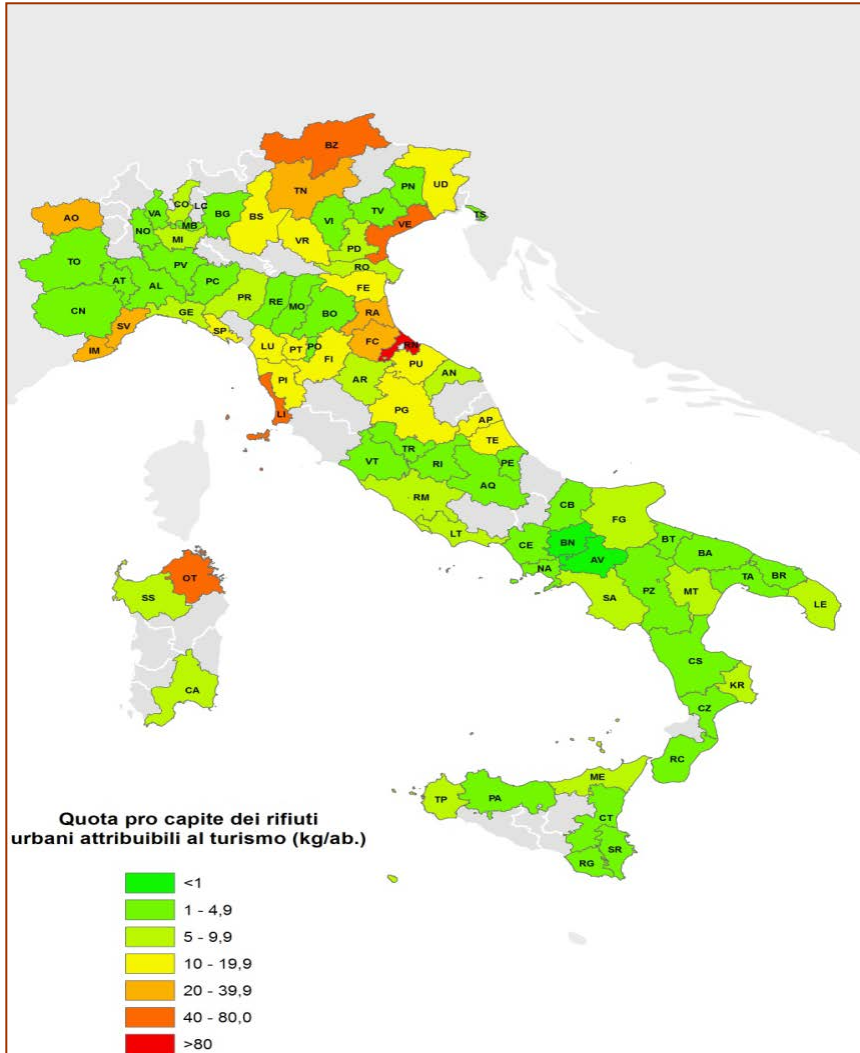 BZ
AO
TN
UD
PN
CO
LC
VA
BG
BS
TV
TS
VI
NO
MB
MI
VR
VE
PD
TO
RO
PV
AT
AL
PC
FE
CN
PR
RE
MO
BO
RA
SV
GE
SP
FC
RN
IM
LU
PT
PO
FI
PU
AN
PI
AR
LI
PG
AP
TE
TR
VT
RI
PE
AQ
RM
CB
FG
LT
CE
BN
BT
BA
NA
AV
OT
PZ
TA
BR
MT
SS
SA
LE
CS
KR
CA
CZ
RC
ME
TP
PA
CT
SR
RG
Quota pro capite dei rifiuti
urbani attribuibili al turismo (kg/ab.)
<1
1 - 4,9
5 - 9,9
10 - 19,9
20 - 39,9
40 - 80,0
>80